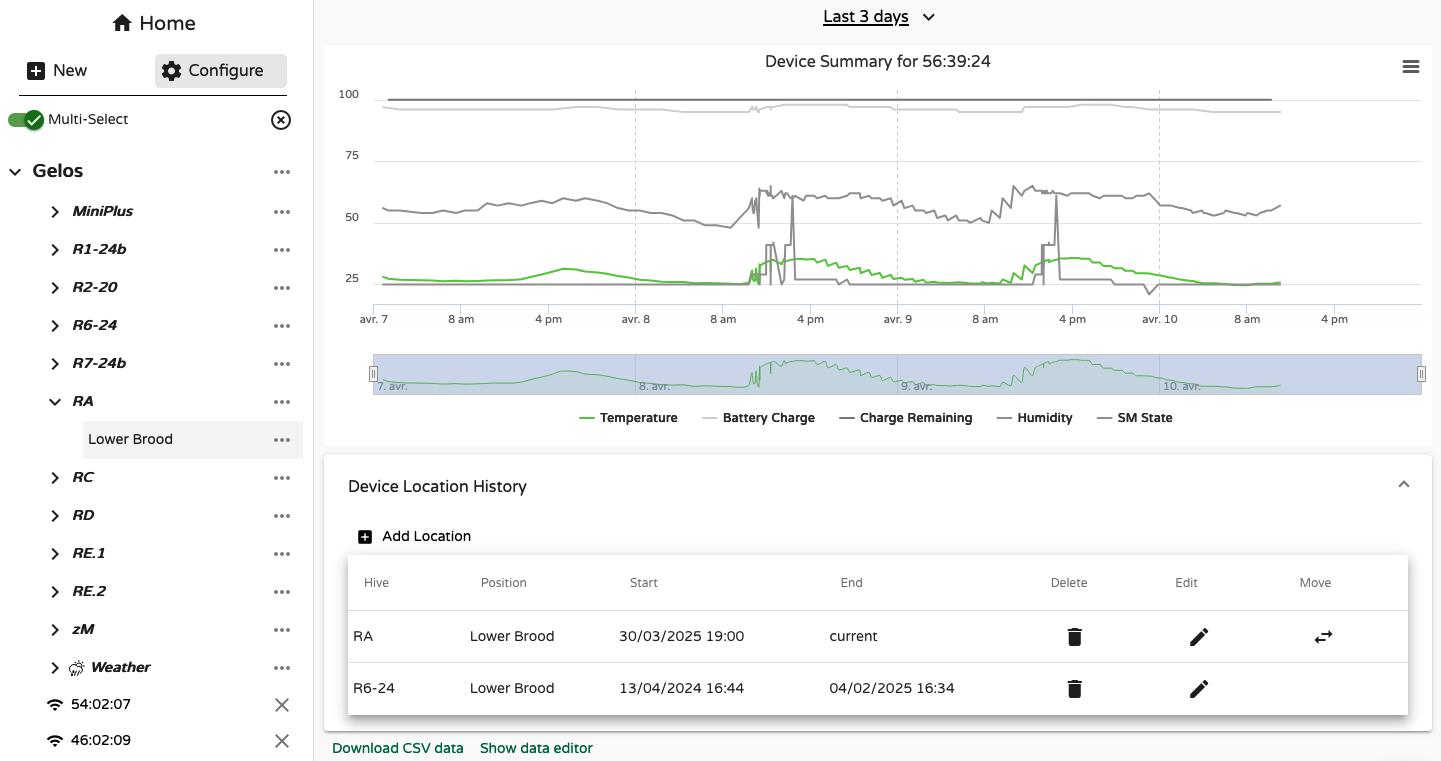 Home
New
Configure
Multi-Select
Gelos
MiniPlus
R1-24b
R2-20
R6-24
R7-24b
RA
Lower Brood
RC
RD
RE.1
RE.2
zM
Weather
54:02:07
46:02:09
Last 3 days
Device Summary for 56:39:24
100
75
50
25
avr. 7 8 am 4 pm avr. 8 8 am 4 pm avr. 9 8 am 4 pm avr. 10 8 am 4 pm
7. avr. 8. avr. 9. avr. 10. avr.
Temperature Battery Charge Charge Remaining Humidity SM State
Device Location History
Add Location
Hive Position Start End Delete Edit Move
RA Lower Brood 30/03/2025 19:00 current
R6-24 Lower Brood 13/04/2024 16:44 04/02/2025 16:34
Download CSV data Show data editor